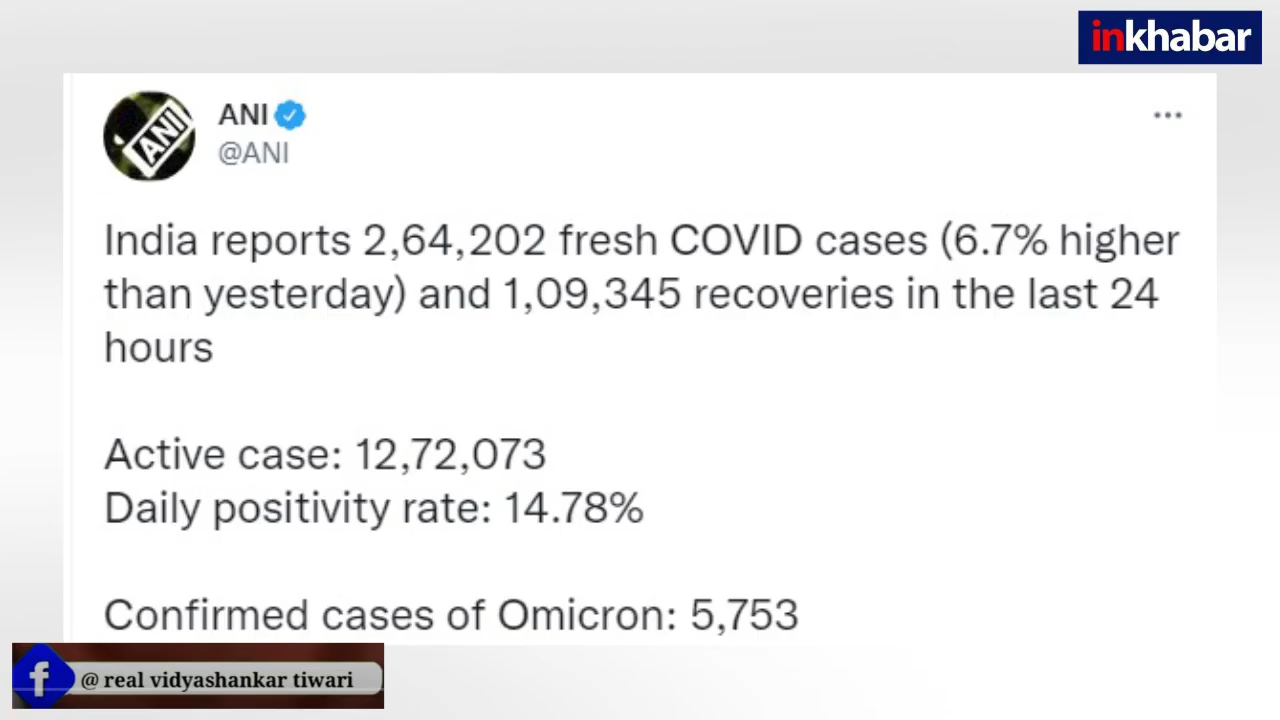 inkhabar
ANI
ANI
@ANI
India reports 2,64,202 fresh COVID cases (6.7% higher
than yesterday) and 1,09,345 recoveries in the last 24
hours
Active case: 12,72,073
Daily positivity rate: 14.78%
Confirmed cases of Omicron: 5,753
f @ real vidyashankar tiwari